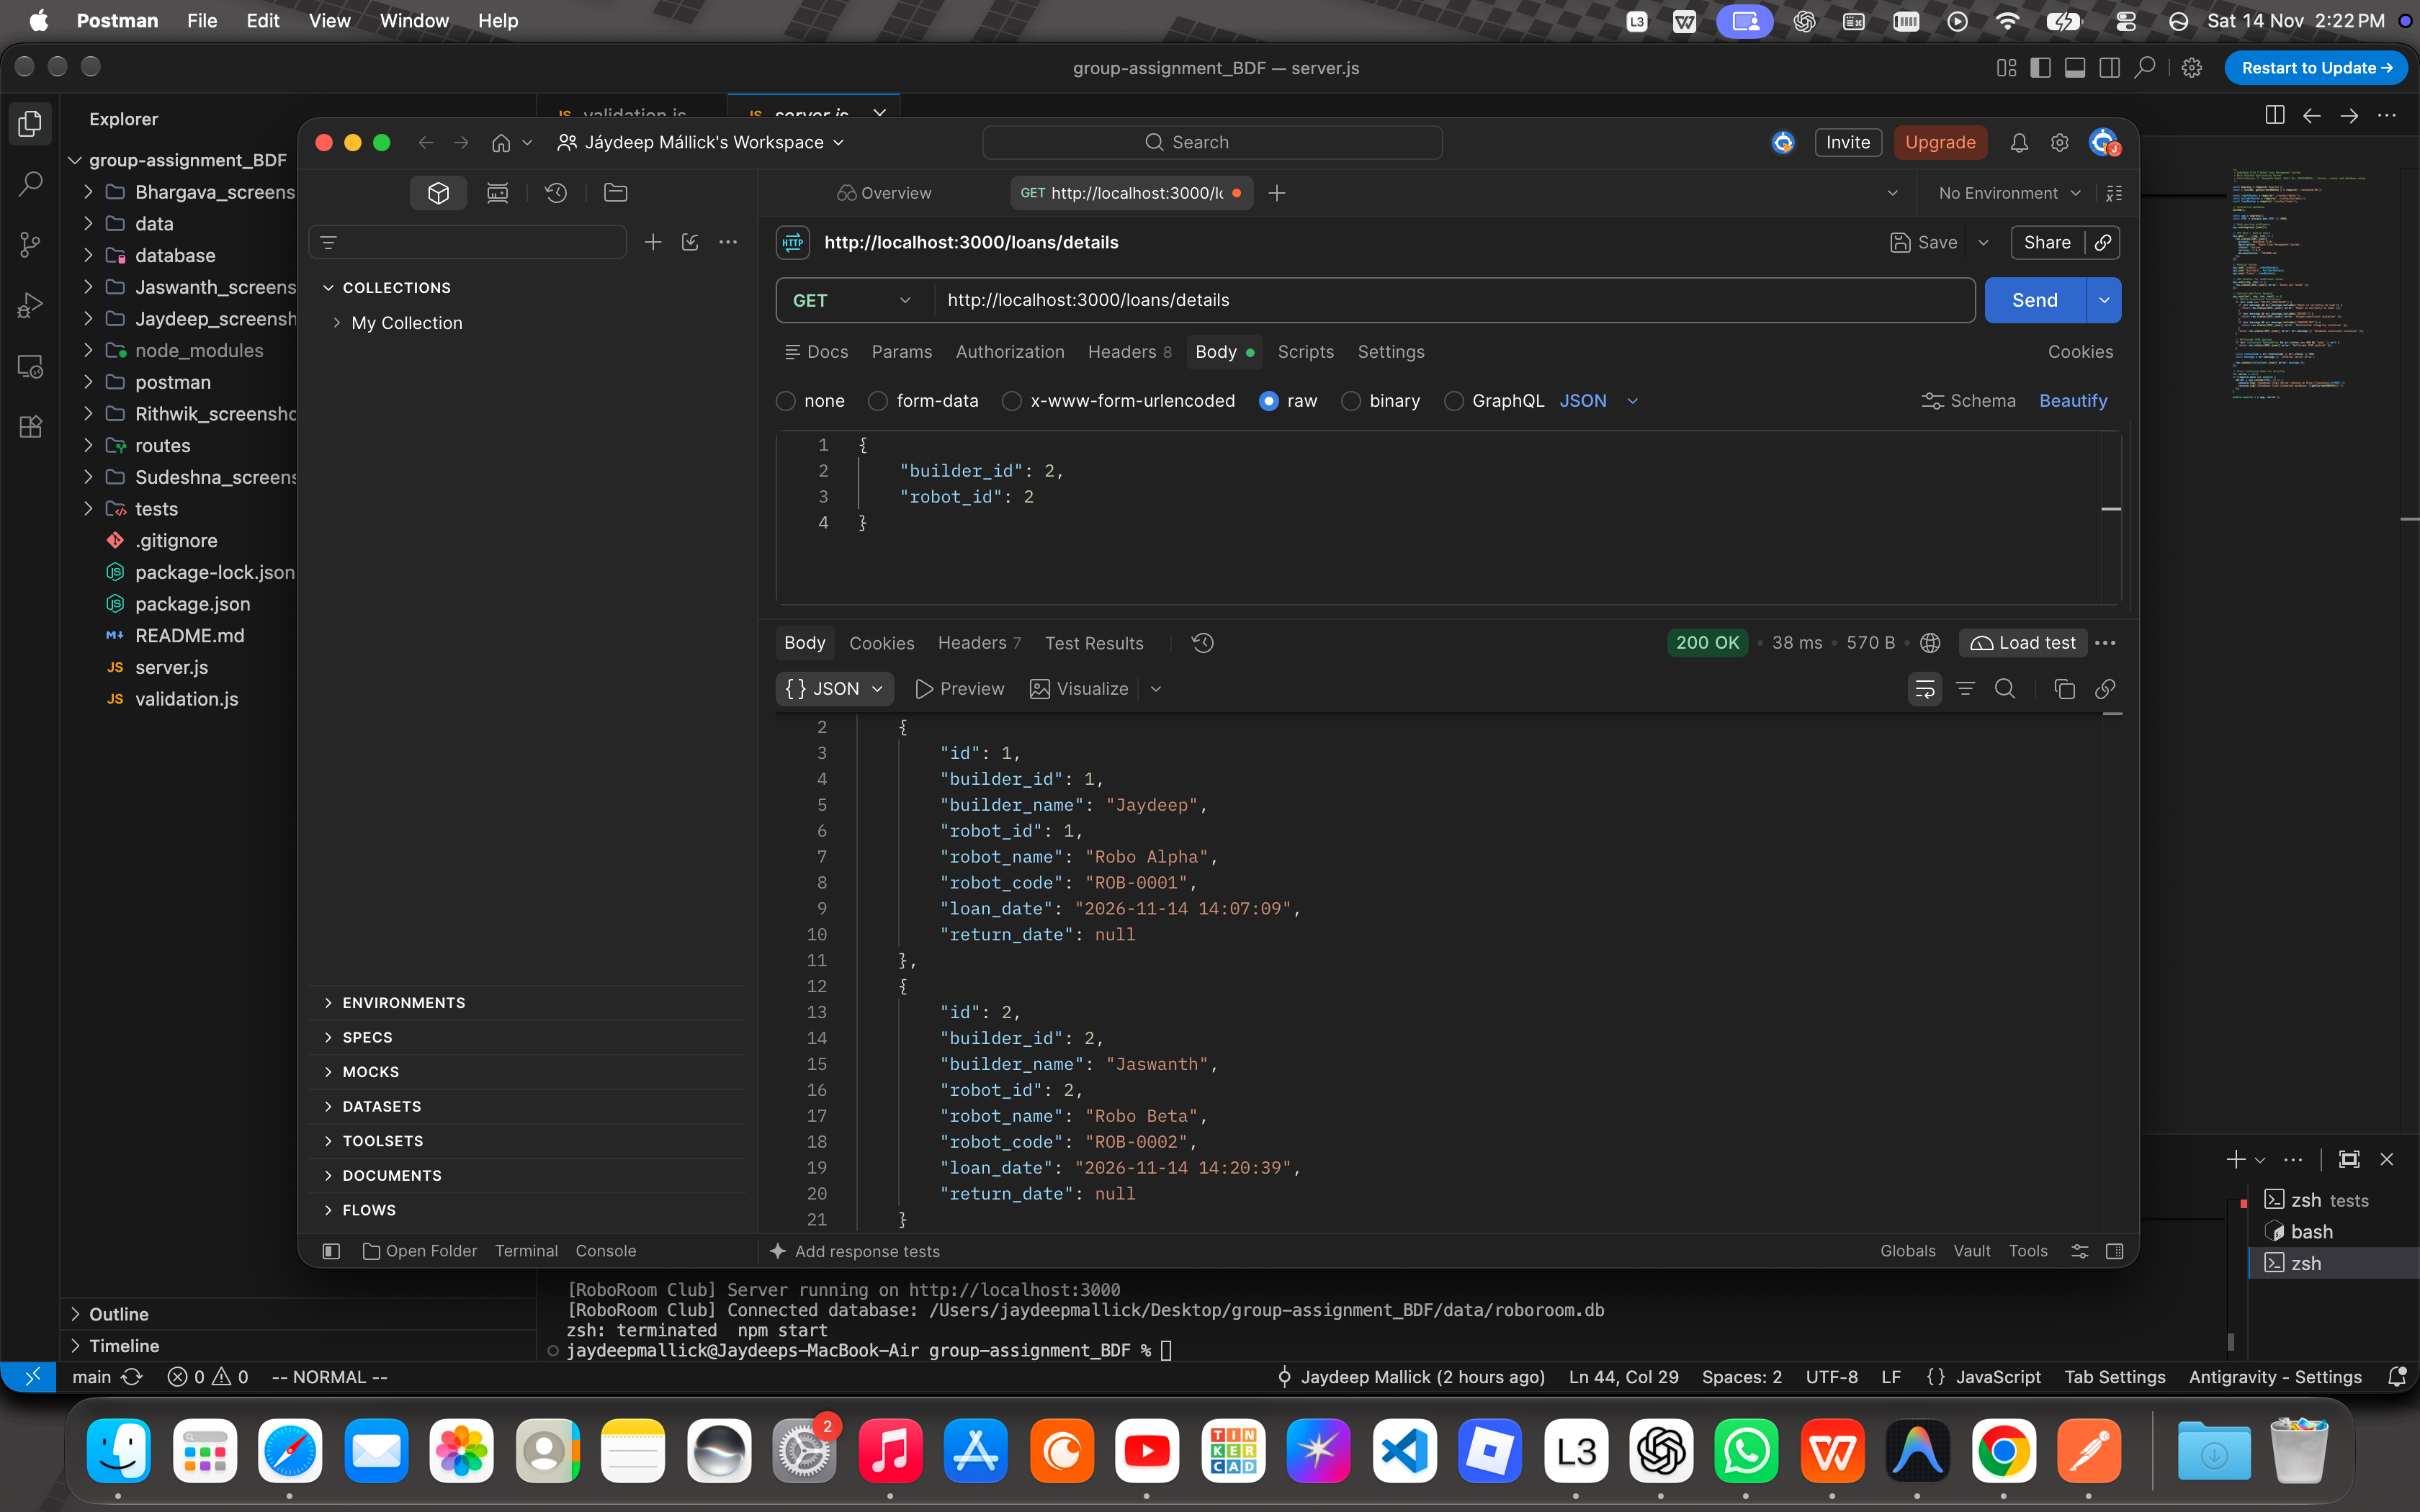 Postman File Edit View Window Help
L3
Sat 14 Nov 2:22 PM
group-assignment_BDF — server.js
Restart to Update →
Explorer
JS validation.js
JS server.js
group-assignment_BDF
Bhargava_screens
data
database
Jaswanth_screens
Jaydeep_screensh
node_modules
postman
Rithwik_screensho
routes
Sudeshna_screens
tests
.gitignore
package-lock.json
package.json
README.md
JS server.js
JS validation.js
Outline
Timeline
Jáydeep Mállick's Workspace
Search
Invite
Upgrade
Overview
GET http://localhost:3000/lo
No Environment
COLLECTIONS
My Collection
ENVIRONMENTS
SPECS
MOCKS
DATASETS
TOOLSETS
DOCUMENTS
FLOWS
HTTP http://localhost:3000/loans/details
Save
Share
GET
http://localhost:3000/loans/details
Send
Docs Params Authorization Headers 8 Body Scripts Settings
Cookies
none form-data x-www-form-urlencoded raw binary GraphQL JSON
Schema Beautify
1 {
2 "builder_id": 2,
3 "robot_id": 2
4 }
Body Cookies Headers 7 Test Results
200 OK • 38 ms • 570 B
Load test
{} JSON Preview Visualize
2 {
3 "id": 1,
4 "builder_id": 1,
5 "builder_name": "Jaydeep",
6 "robot_id": 1,
7 "robot_name": "Robo Alpha",
8 "robot_code": "ROB-0001",
9 "loan_date": "2026-11-14 14:07:09",
10 "return_date": null
11 },
12 {
13 "id": 2,
14 "builder_id": 2,
15 "builder_name": "Jaswanth",
16 "robot_id": 2,
17 "robot_name": "Robo Beta",
18 "robot_code": "ROB-0002",
19 "loan_date": "2026-11-14 14:20:39",
20 "return_date": null
21 }
Open Folder Terminal Console
Add response tests
Globals Vault Tools
zsh tests
bash
zsh
[RoboRoom Club] Server running on http://localhost:3000
[RoboRoom Club] Connected database: /Users/jaydeepmallick/Desktop/group-assignment_BDF/data/roboroom.db
zsh: terminated npm start
jaydeepmallick@Jaydeeps-MacBook-Air group-assignment_BDF %
main 0 0 -- NORMAL --
Jaydeep Mallick (2 hours ago) Ln 44, Col 29 Spaces: 2 UTF-8 LF {} JavaScript Tab Settings Antigravity - Settings
2
TINKERCAD
L3